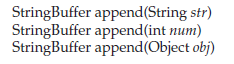 StringBuffer append(String str)
StringBuffer append(int num)
StringBuffer append(Object obj)